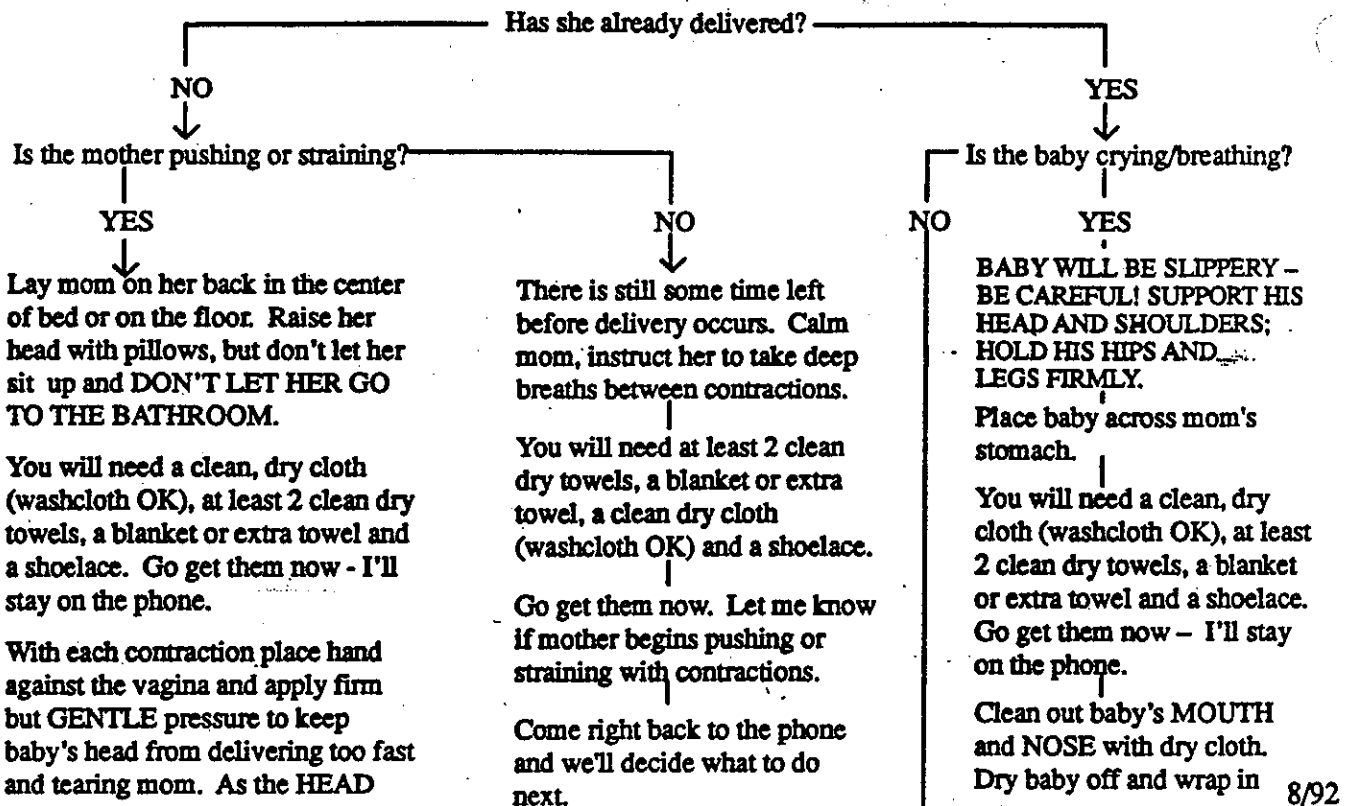 Has she already delivered?
NO
YES
Is the mother pushing or straining?
Is the baby crying/breathing?
YES
NO
NO
YES
Lay mom on her back in the center
of bed or on the floor. Raise her
head with pillows, but don't let her
sit up and DON'T LET HER GO
TO THE BATHROOM.
You will need a clean, dry cloth
(washcloth OK), at least 2 clean dry
towels, a blanket or extra towel and
a shoelace. Go get them now - I'll
stay on the phone.
With each contraction place hand
against the vagina and apply firm
but GENTLE pressure to keep
baby's head from delivering too fast
and tearing mom. As the HEAD
There is still some time left
before delivery occurs. Calm
mom, instruct her to take deep
breaths between contractions.
You will need at least 2 clean
dry towels, a blanket or extra
towel, a clean dry cloth
(washcloth OK) and a shoelace.
Go get them now. Let me know
if mother begins pushing or
straining with contractions.
Come right back to the phone
and we'll decide what to do
next.
BABY WILL BE SLIPPERY –
BE CAREFUL! SUPPORT HIS
HEAD AND SHOULDERS;
HOLD HIS HIPS AND
LEGS FIRMLY.
Place baby across mom's
stomach.
You will need a clean, dry
cloth (washcloth OK), at least
2 clean dry towels, a blanket
or extra towel and a shoelace.
Go get them now – I'll stay
on the phone.
Clean out baby's MOUTH
and NOSE with dry cloth.
Dry baby off and wrap in
8/92